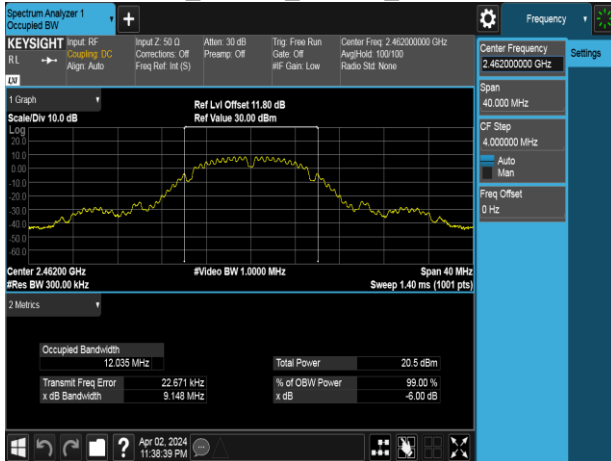 Spectrum Analyzer 1
Occupied BW
Frequency
KEYSIGHT
RL
LXI
Input: RF
Coupling: DC
Align: Auto
Input Z: 50 Ω
Corrections: Off
Freq Ref: Int (S)
Atten: 30 dB
Preamp: Off
Trig: Free Run
Gate: Off
#IF Gain: Low
Center Freq: 2.462000000 GHz
Avg|Hold: 100/100
Radio Std: None
Center Frequency
2.462000000 GHz
Settings
Span
40.000 MHz
CF Step
4.000000 MHz
Auto
Man
Freq Offset
0 Hz
1 Graph
Scale/Div 10.0 dB
Ref Lvl Offset 11.80 dB
Ref Value 30.00 dBm
Log
20.0
10.0
0.00
-10.0
-20.0
-30.0
-40.0
-50.0
-60.0
Center 2.46200 GHz
#Video BW 1.0000 MHz
Span 40 MHz
#Res BW 300.00 kHz
Sweep 1.40 ms (1001 pts)
2 Metrics
Occupied Bandwidth
12.035 MHz
Total Power 20.5 dBm
Transmit Freq Error 22.671 kHz
% of OBW Power 99.00 %
x dB Bandwidth 9.148 MHz
x dB -6.00 dB
?
Apr 02, 2024
11:38:39 PM